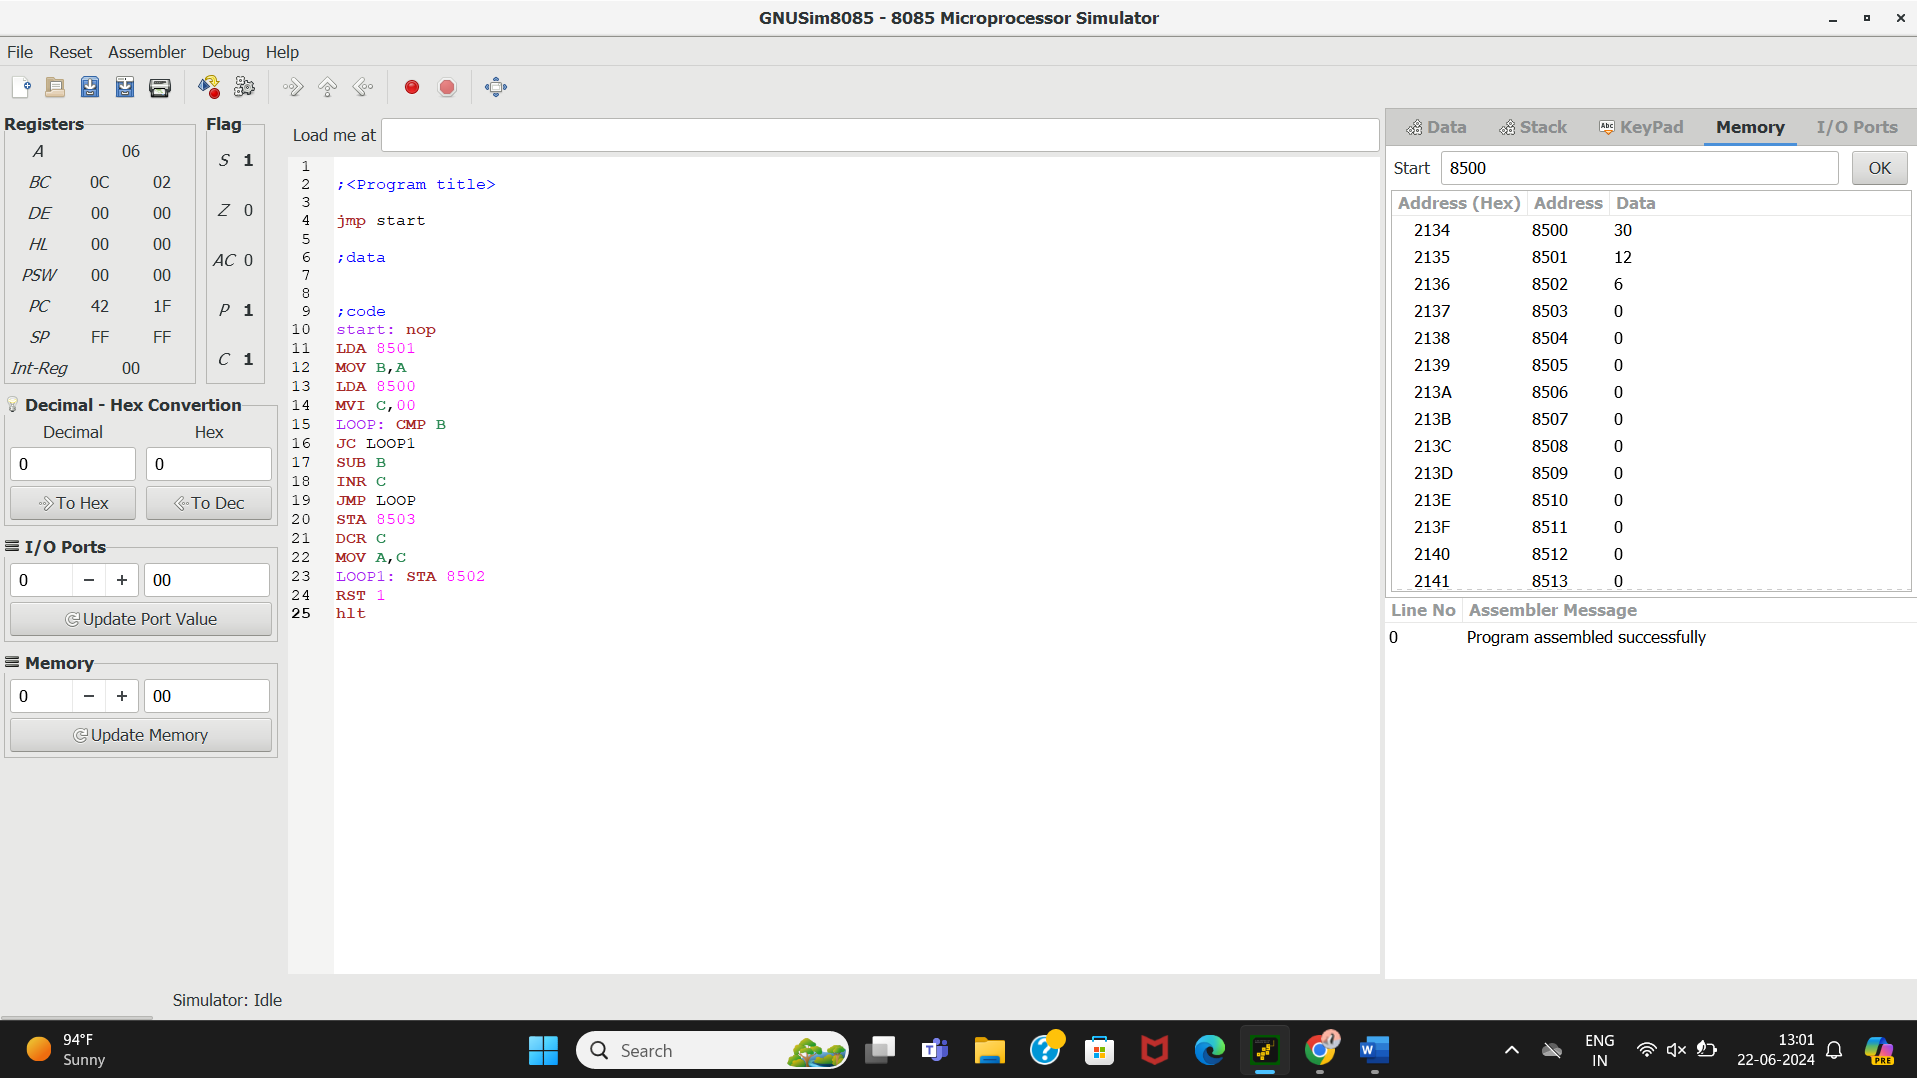 GNUSim8085 - 8085 Microprocessor Simulator
File Reset Assembler Debug Help
Registers
A 06
BC 0C 02
DE 00 00
HL 00 00
PSW 00 00
PC 42 1F
SP FF FF
Int-Reg 00
Flag
S 1
Z 0
AC 0
P 1
C 1
Decimal - Hex Convertion
Decimal Hex
0 0
To Hex To Dec
I/O Ports
0 − + 00
Update Port Value
Memory
0 − + 00
Update Memory
Load me at
1
2 ;<Program title>
3
4 jmp start
5
6 ;data
7
8
9 ;code
10 start: nop
11 LDA 8501
12 MOV B,A
13 LDA 8500
14 MVI C,00
15 LOOP: CMP B
16 JC LOOP1
17 SUB B
18 INR C
19 JMP LOOP
20 STA 8503
21 DCR C
22 MOV A,C
23 LOOP1: STA 8502
24 RST 1
25 hlt
Data Stack Abc KeyPad Memory I/O Ports
Start 8500 OK
Address (Hex) Address Data
2134 8500 30
2135 8501 12
2136 8502 6
2137 8503 0
2138 8504 0
2139 8505 0
213A 8506 0
213B 8507 0
213C 8508 0
213D 8509 0
213E 8510 0
213F 8511 0
2140 8512 0
2141 8513 0
Line No Assembler Message
0 Program assembled successfully
Simulator: Idle
94°F
Sunny
Search
ENG
IN
13:01
22-06-2024
PRE